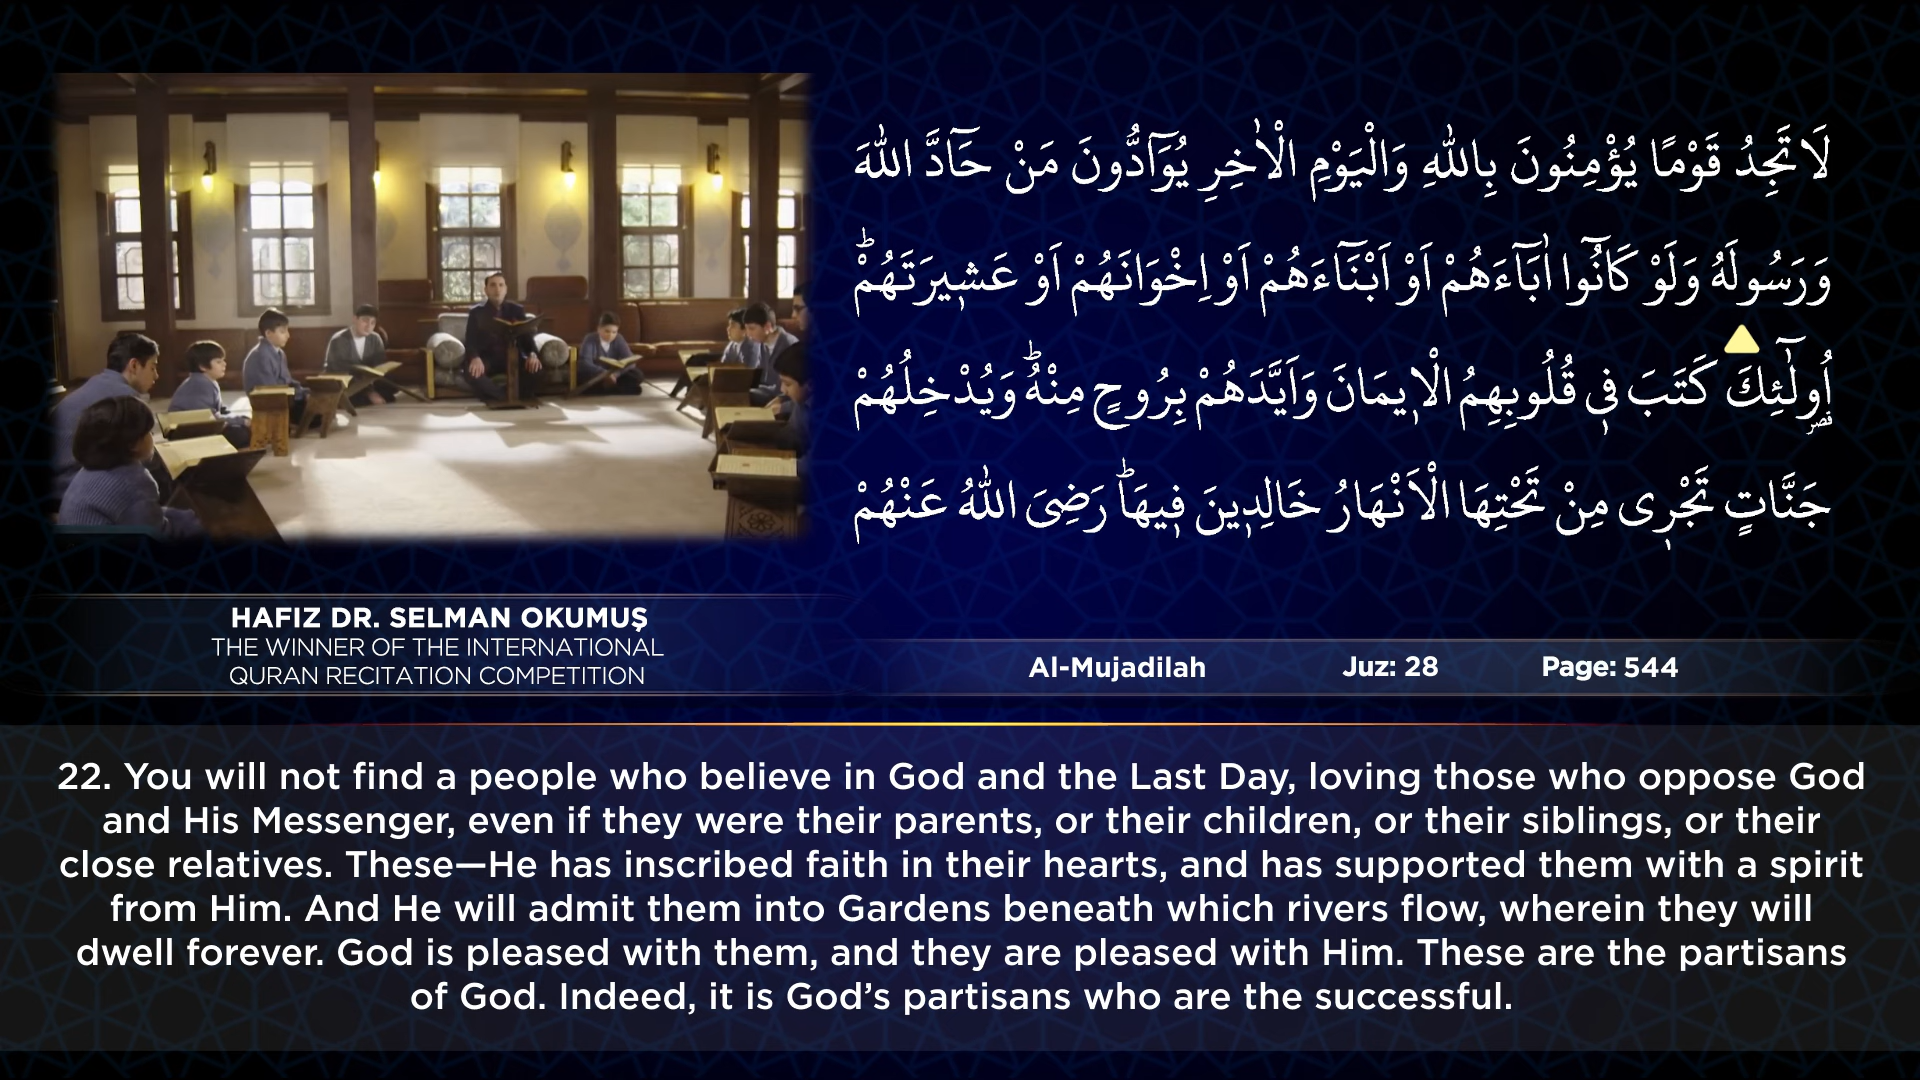 لَا تَجِدُ قَوْمًا يُؤْمِنُونَ بِاللّٰهِ وَالْيَوْمِ الْاٰخِرِ يُوَٓادُّونَ مَنْ حَٓادَّ اللّٰهَ
وَرَسُولَهُ وَلَوْ كَانُٓوا اٰبَٓاءَهُمْ اَوْ اَبْنَٓاءَهُمْ اَوْ اِخْوَانَهُمْ اَوْ عَشٖيرَتَهُمْؕ
اُو۬لٰٓئِكَ كَتَبَ فٖي قُلُوبِهِمُ الْاٖيمَانَ وَاَيَّدَهُمْ بِرُوحٍ مِنْهُؕ وَيُدْخِلُهُمْ
قصر
جَنَّاتٍ تَجْرٖى مِنْ تَحْتِهَا الْاَنْهَارُ خَالِدٖينَ فٖيهَاؕ رَضِىَ اللّٰهُ عَنْهُمْ
HAFIZ DR. SELMAN OKUMUŞ
THE WINNER OF THE INTERNATIONAL
QURAN RECITATION COMPETITION
Al-Mujadilah Juz: 28 Page: 544
22. You will not find a people who believe in God and the Last Day, loving those who oppose God
and His Messenger, even if they were their parents, or their children, or their siblings, or their
close relatives. These—He has inscribed faith in their hearts, and has supported them with a spirit
from Him. And He will admit them into Gardens beneath which rivers flow, wherein they will
dwell forever. God is pleased with them, and they are pleased with Him. These are the partisans
of God. Indeed, it is God’s partisans who are the successful.